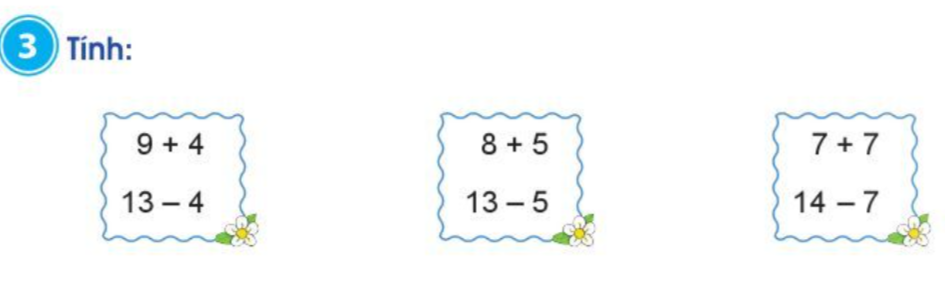 3 Tính:
9 + 4 8 + 5 7 + 7
13 – 4 13 – 5 14 – 7